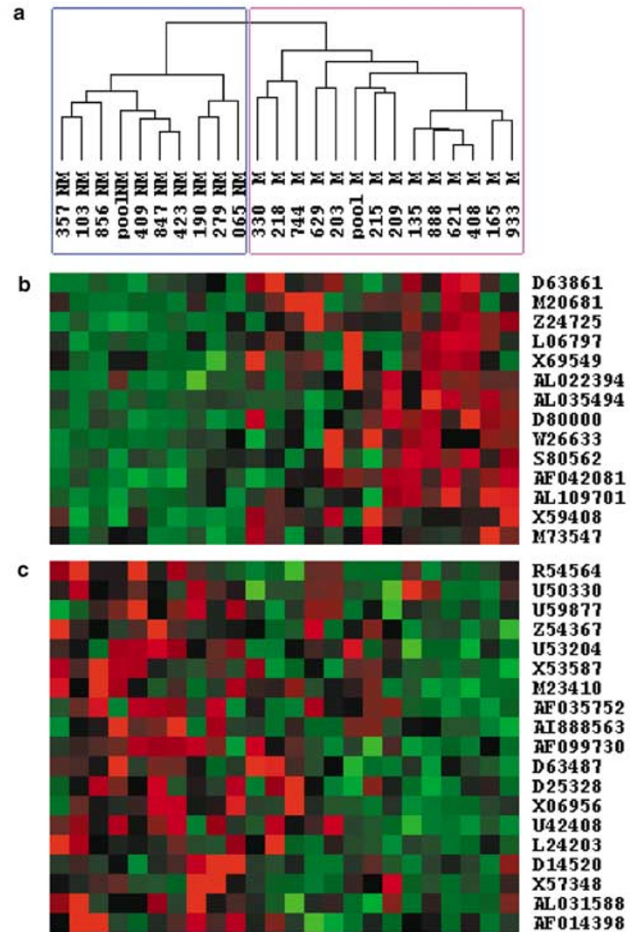 a
357 NM
103 NM
856 NM
poolNM
409 NM
847 NM
423 NM
190 NM
279 NM
065 NM
330 M
218 M
744 M
629 M
203 M
pool M
215 M
209 M
135 M
888 M
621 M
408 M
165 M
933 M
b
D63861
M20681
Z24725
L06797
X69549
AL022394
AL035494
D80000
W26633
S80562
AF042081
AL109701
X59408
M73547
c
R54564
U50330
U59877
Z54367
U53204
X53587
M23410
AF035752
AI888563
AF099730
D63487
D25328
X06956
U42408
L24203
D14520
X57348
AL031588
AF014398